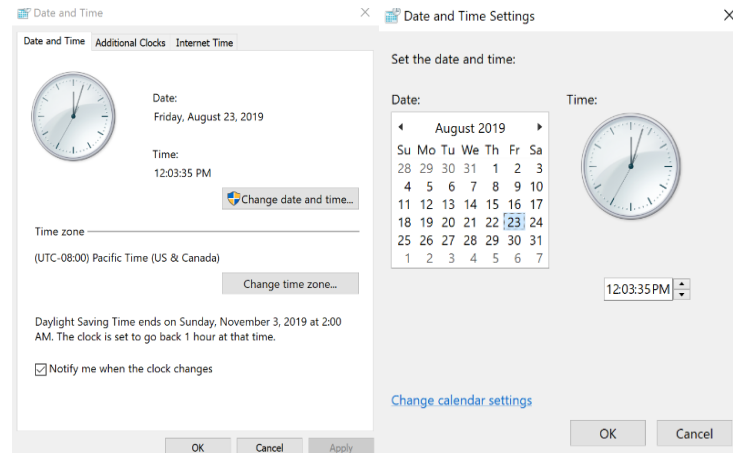 Date and Time
Date and Time Additional Clocks Internet Time
Date:
Friday, August 23, 2019
Time:
12:03:35 PM
Change date and time...
Time zone
(UTC-08:00) Pacific Time (US & Canada)
Change time zone...
Daylight Saving Time ends on Sunday, November 3, 2019 at 2:00
AM. The clock is set to go back 1 hour at that time.
Notify me when the clock changes
OK Cancel Apply
Date and Time Settings
Set the date and time:
Date:
August 2019
Su Mo Tu We Th Fr Sa
28 29 30 31 1 2 3
4 5 6 7 8 9 10
11 12 13 14 15 16 17
18 19 20 21 22 23 24
25 26 27 28 29 30 31
1 2 3 4 5 6 7
Time:
12:03:35 PM
Change calendar settings
OK Cancel